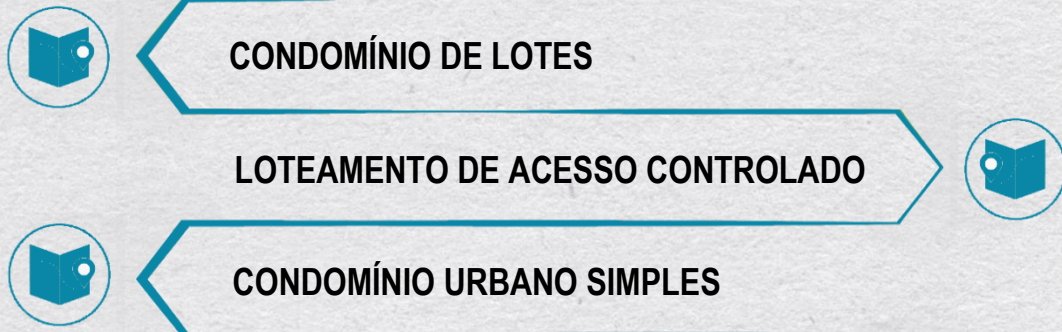 CONDOMÍNIO DE LOTES
LOTEAMENTO DE ACESSO CONTROLADO
CONDOMÍNIO URBANO SIMPLES